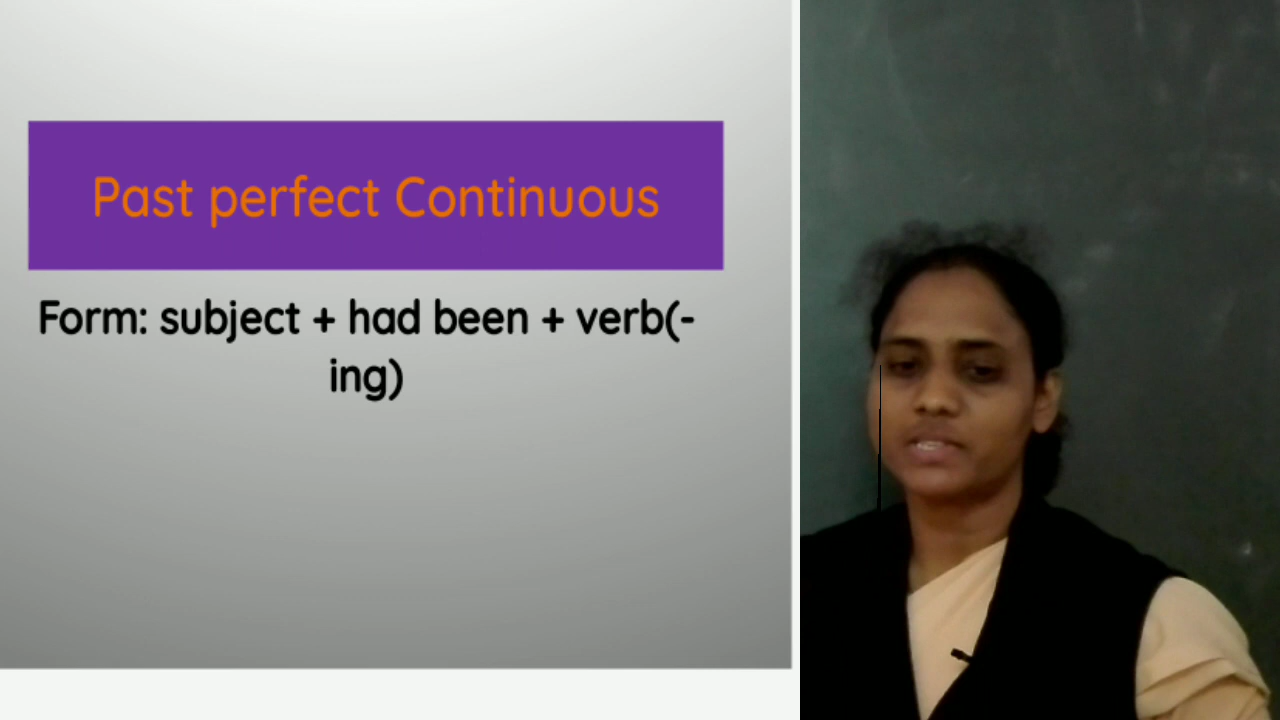 Past perfect Continuous
Form: subject + had been + verb(-
ing)